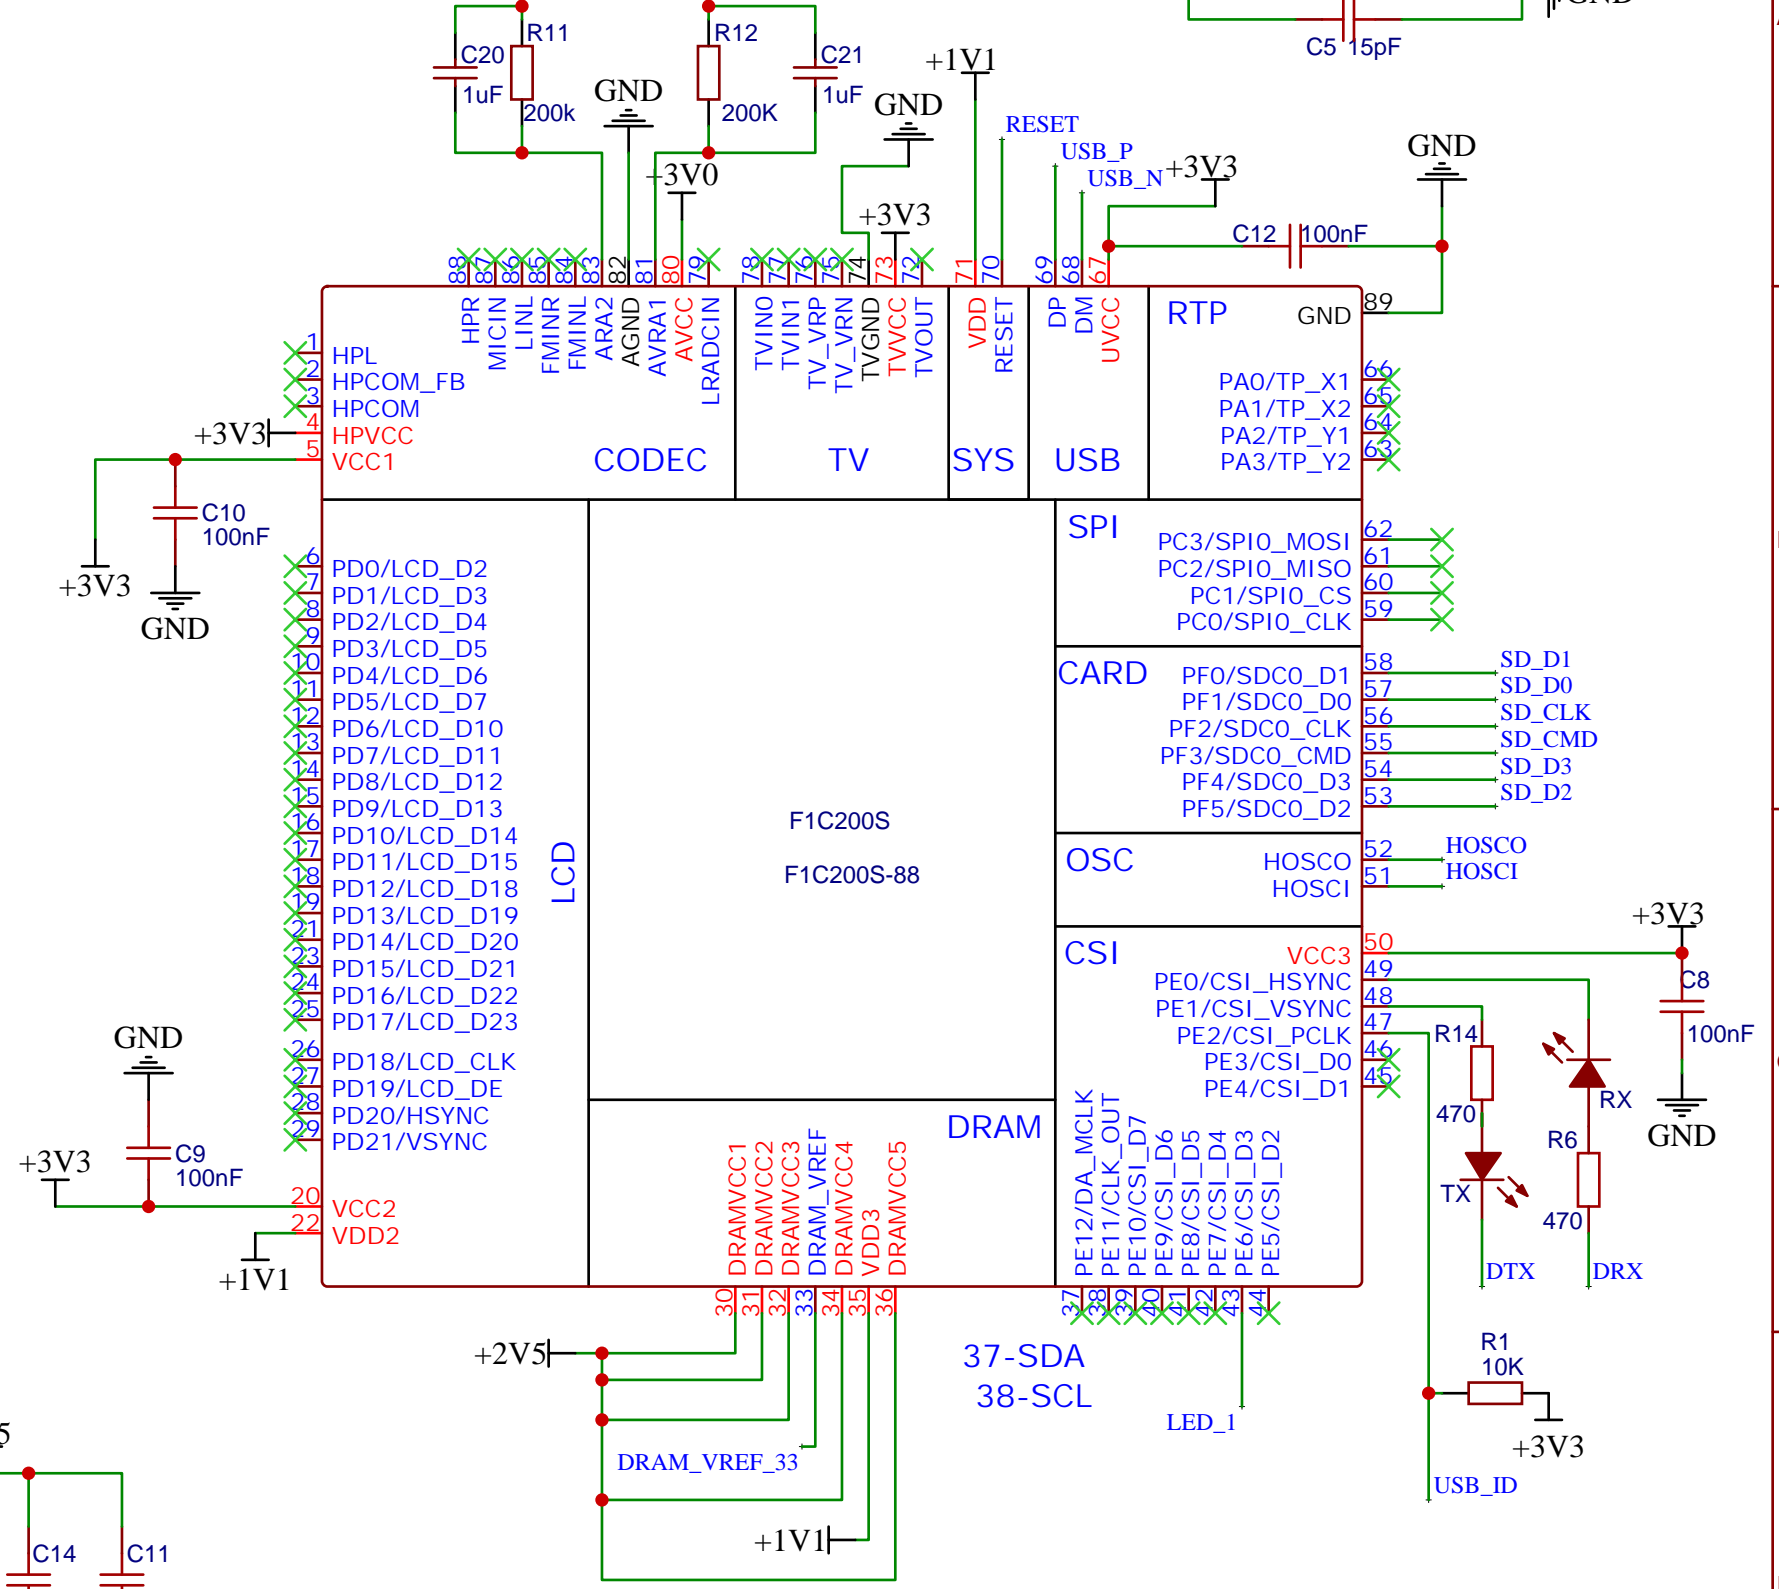 GND
C5 15pF
C20
1uF
R11
200k
R12
200K
C21
1uF
GND
+3V0
GND
+3V3
+1V1
RESET
USB_P
USB_N
+3V3
C12
100nF
GND
88
87
86
85
84
83
82
81
80
79
78
77
76
75
74
73
72
71
70
69
68
67
HPR
MICIN
LINL
FMINR
FMINL
ARA2
AGND
AVRA1
AVCC
LRADCIN
TVIN0
TVIN1
TV_VRP
TV_VRN
TVGND
TVVCC
TVOUT
VDD
RESET
DP
DM
UVCC
CODEC
TV
SYS
USB
RTP
GND 89
PA0/TP_X1 66
PA1/TP_X2 65
PA2/TP_Y1 64
PA3/TP_Y2 63
1 HPL
2 HPCOM_FB
3 HPCOM
+3V3 4 HPVCC
5 VCC1
C10
100nF
+3V3
GND
6 PD0/LCD_D2
7 PD1/LCD_D3
8 PD2/LCD_D4
9 PD3/LCD_D5
10 PD4/LCD_D6
11 PD5/LCD_D7
12 PD6/LCD_D10
13 PD7/LCD_D11
14 PD8/LCD_D12
15 PD9/LCD_D13
16 PD10/LCD_D14
17 PD11/LCD_D15
18 PD12/LCD_D18
19 PD13/LCD_D19
21 PD14/LCD_D20
23 PD15/LCD_D21
24 PD16/LCD_D22
25 PD17/LCD_D23
26 PD18/LCD_CLK
27 PD19/LCD_DE
28 PD20/HSYNC
29 PD21/VSYNC
20 VCC2
22 VDD2
LCD
GND
C9
100nF
+3V3
+1V1
F1C200S
F1C200S-88
SPI
PC3/SPI0_MOSI 62
PC2/SPI0_MISO 61
PC1/SPI0_CS 60
PC0/SPI0_CLK 59
CARD
PF0/SDC0_D1 58 SD_D1
PF1/SDC0_D0 57 SD_D0
PF2/SDC0_CLK 56 SD_CLK
PF3/SDC0_CMD 55 SD_CMD
PF4/SDC0_D3 54 SD_D3
PF5/SDC0_D2 53 SD_D2
OSC
HOSCO 52 HOSCO
HOSCI 51 HOSCI
CSI
VCC3 50
PE0/CSI_HSYNC 49
PE1/CSI_VSYNC 48
PE2/CSI_PCLK 47
PE3/CSI_D0 46
PE4/CSI_D1 45
+3V3
C8
100nF
GND
R14
470
TX
DTX
RX
R6
470
DRX
DRAM
DRAMVCC1
DRAMVCC2
DRAMVCC3
DRAM_VREF
DRAMVCC4
VDD3
DRAMVCC5
PE12/DA_MCLK
PE11/CLK_OUT
PE10/CSI_D7
PE9/CSI_D6
PE8/CSI_D5
PE7/CSI_D4
PE6/CSI_D3
PE5/CSI_D2
30
31
32
33
34
35
36
37
38
39
40
41
42
43
44
+2V5
37-SDA
38-SCL
DRAM_VREF_33
+1V1
LED_1
R1
10K
+3V3
USB_ID
5
C14
C11